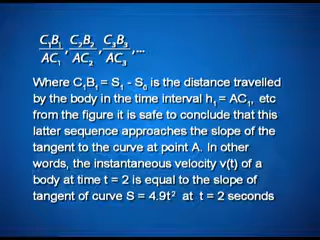 C₁B₁/AC₁, C₂B₂/AC₂, C₃B₃/AC₃,...
Where C₁B₁ = S₁ - S₀ is the distance travelled
by the body in the time interval h₁ = AC₁, etc
from the figure it is safe to conclude that this
latter sequence approaches the slope of the
tangent to the curve at point A. In other
words, the instantaneous velocity v(t) of a
body at time t = 2 is equal to the slope of
tangent of curve S = 4.9t² at t = 2 seconds